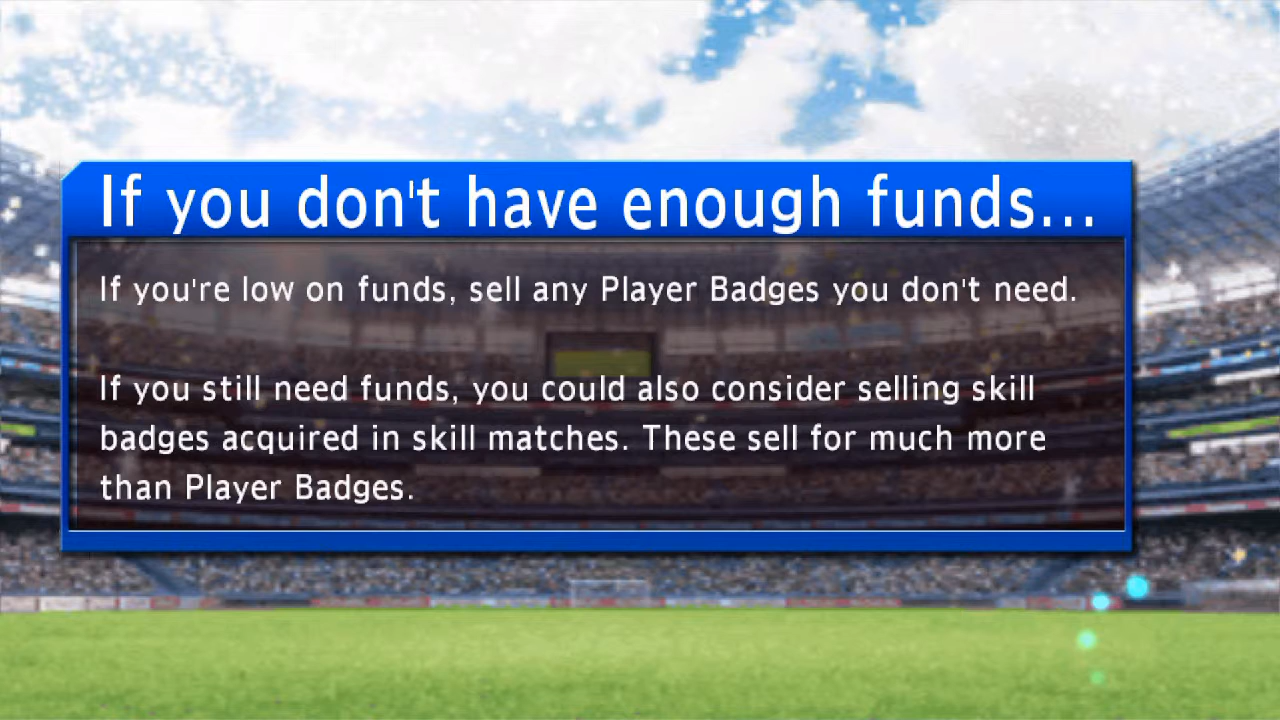 If you don't have enough funds...
If you're low on funds, sell any Player Badges you don't need.
If you still need funds, you could also consider selling skill
badges acquired in skill matches. These sell for much more
than Player Badges.